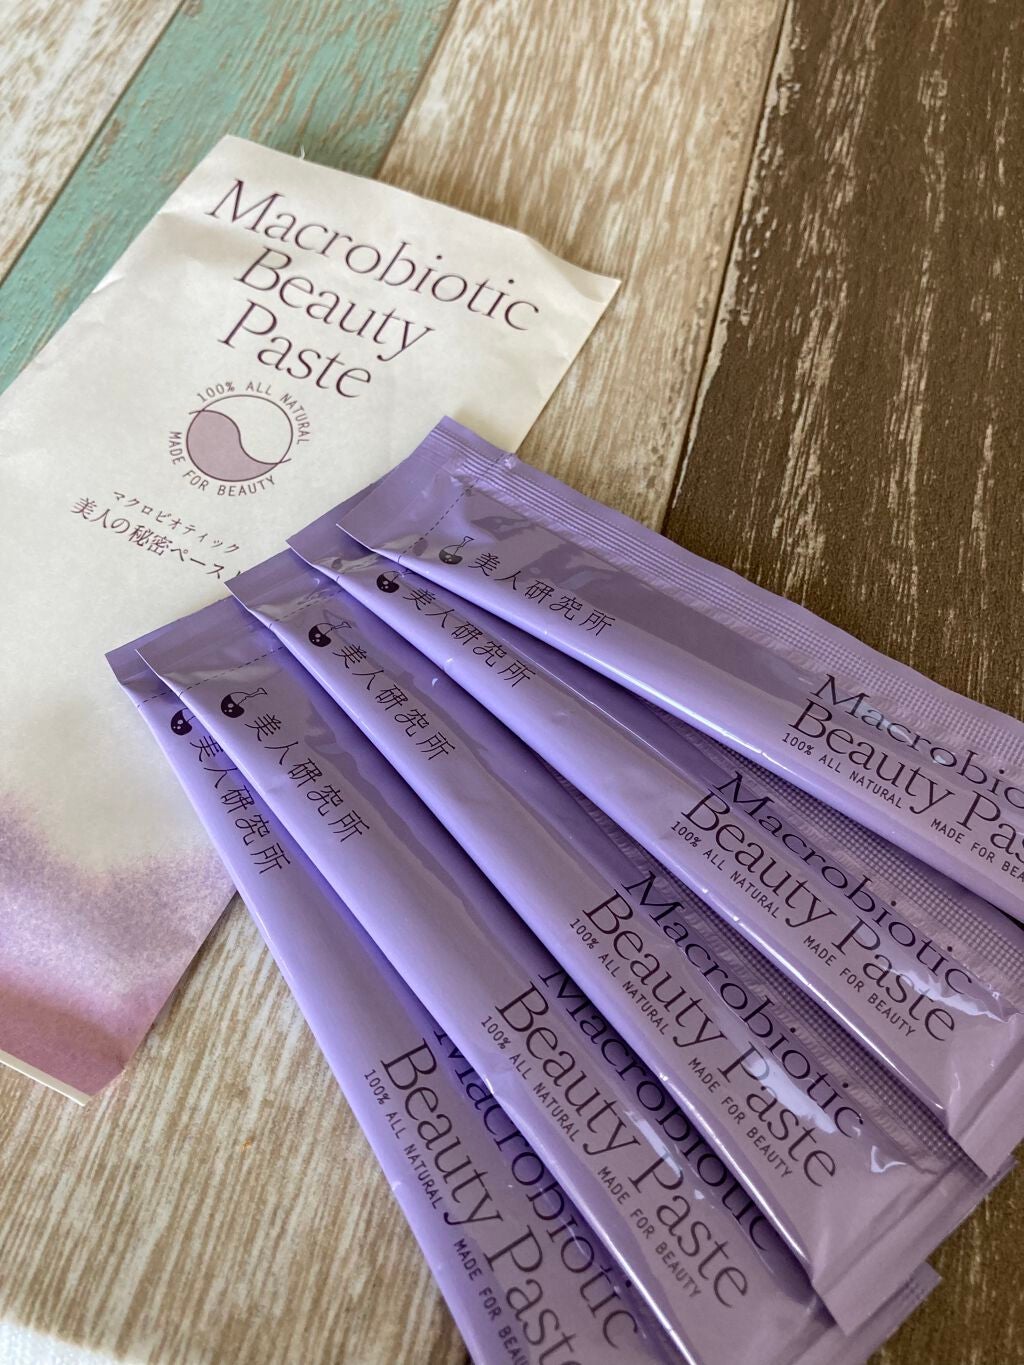 Macrobiotic
Beauty
Paste
100% ALL NATURAL
MADE FOR BEAUTY
マクロビオティック
美人の秘密ペースト
美人研究所
Macrobio
Beauty Pas
100% ALL NATURAL
MADE FOR BEA
美人研究所
Macrobiotic
Beauty Paste
100% ALL NATURAL
MADE FOR BEAUTY
美人研究所
Macrobiotic
Beauty Paste
100% ALL NATURAL
MADE FOR BEAUTY
美人研究所
Macrobiotic
Beauty Paste
100% ALL NATURAL
MADE FOR BEAUTY
美人研究所
Macrobiotic
Beauty Paste
100% ALL NATURAL
MADE FOR BEAU